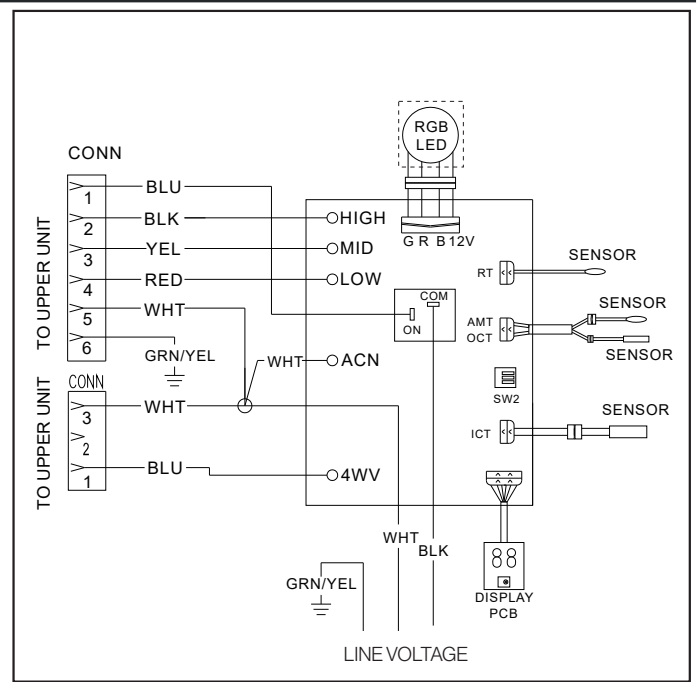 RGB
LED
CONN
1
BLU
2
BLK
HIGH
G R B 12V
3
YEL
MID
4
RED
LOW
RT
SENSOR
5
WHT
COM
ON
AMT
OCT
SENSOR
SENSOR
6
GRN/YEL
TO UPPER UNIT
WHT
ACN
SW2
CONN
3
WHT
SENSOR
ICT
2
1
BLU
4WV
TO UPPER UNIT
WHT
BLK
88
GRN/YEL
DISPLAY
PCB
LINE VOLTAGE